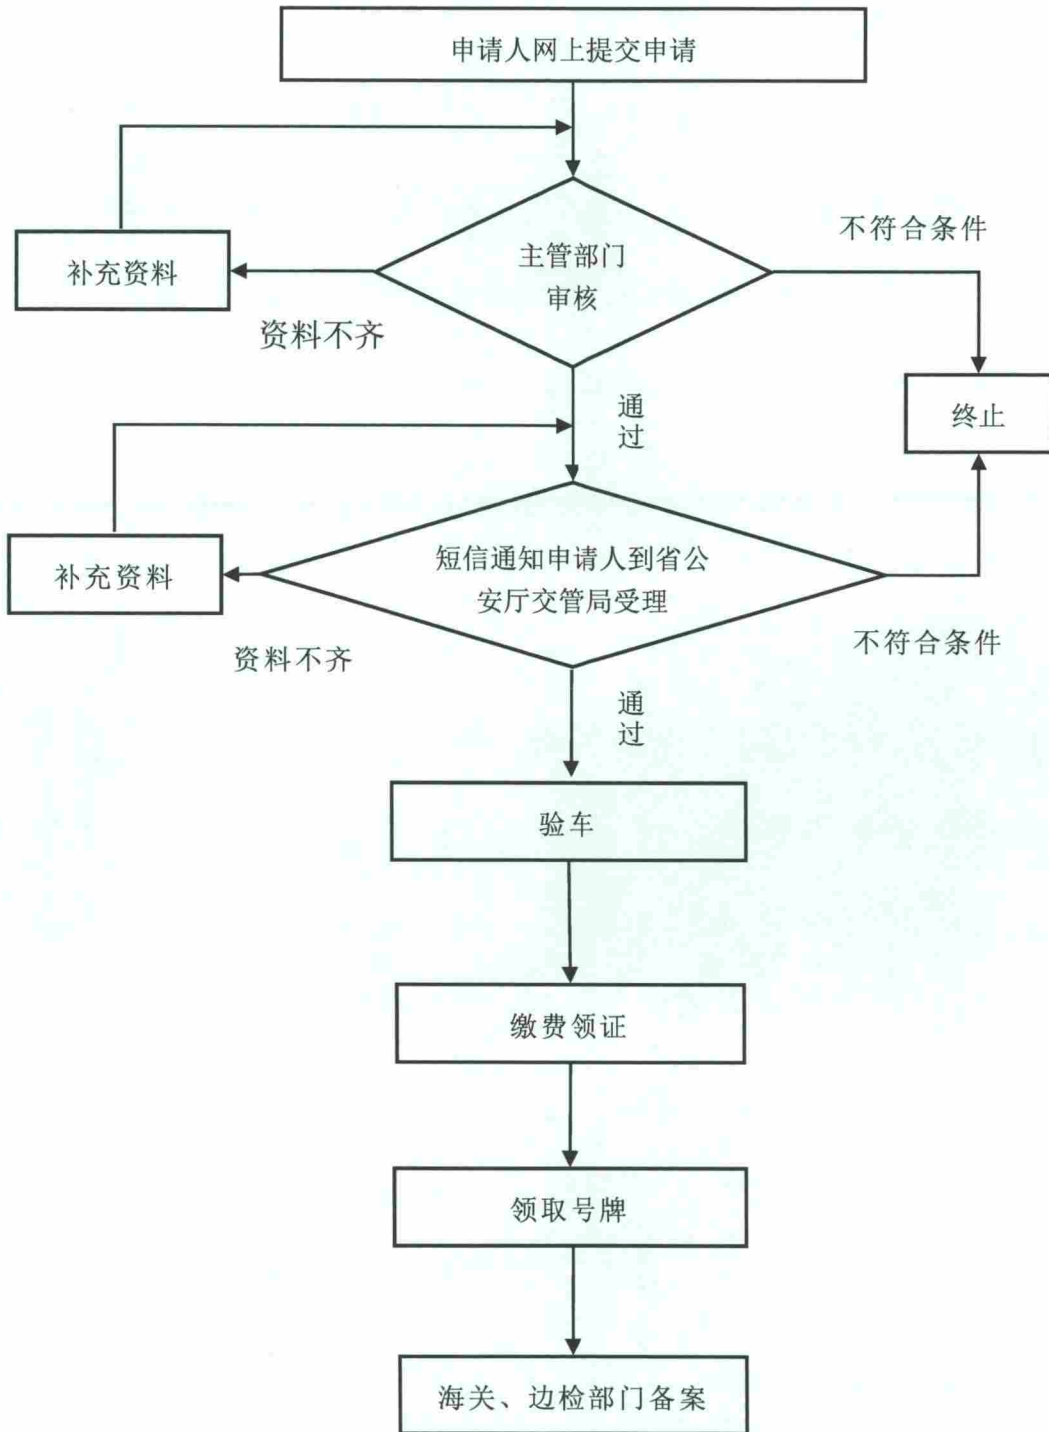 申请人网上提交申请
不符合条件
主管部门
审核
补充资料
资料不齐
通
过
终止
短信通知申请人到省公
安厅交管局受理
补充资料
不符合条件
资料不齐
通
过
验车
缴费领证
领取号牌
海关、边检部门备案